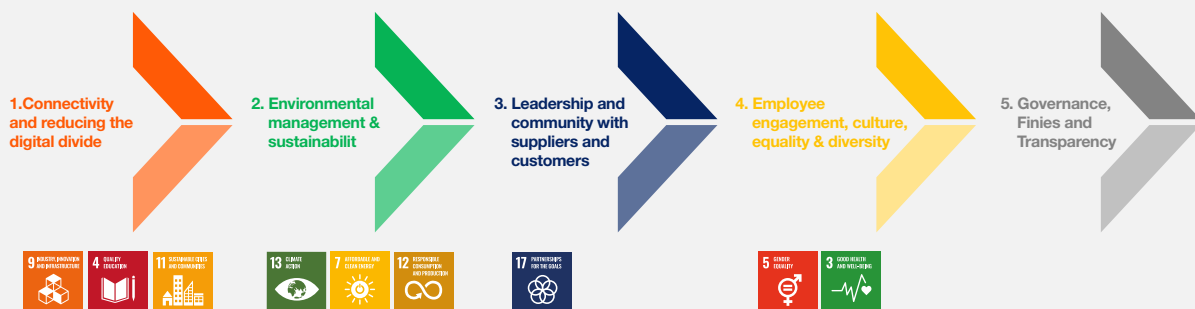 1.Connectivity
and reducing the
digital divide
2. Environmental
management &
sustainabilit
3. Leadership and
community with
suppliers and
customers
4. Employee
engagement, culture,
equality & diversity
5. Governance,
Finies and
Transparency
9 INDUSTRY, INNOVATION
AND INFRASTRUCTURE
4 QUALITY
EDUCATION
11 SUSTAINABLE CITIES
AND COMMUNITIES
13 CLIMATE
ACTION
7 AFFORDABLE AND
CLEAN ENERGY
12 RESPONSIBLE
CONSUMPTION
AND PRODUCTION
17 PARTNERSHIPS
FOR THE GOALS
5 GENDER
EQUALITY
3 GOOD HEALTH
AND WELL-BEING